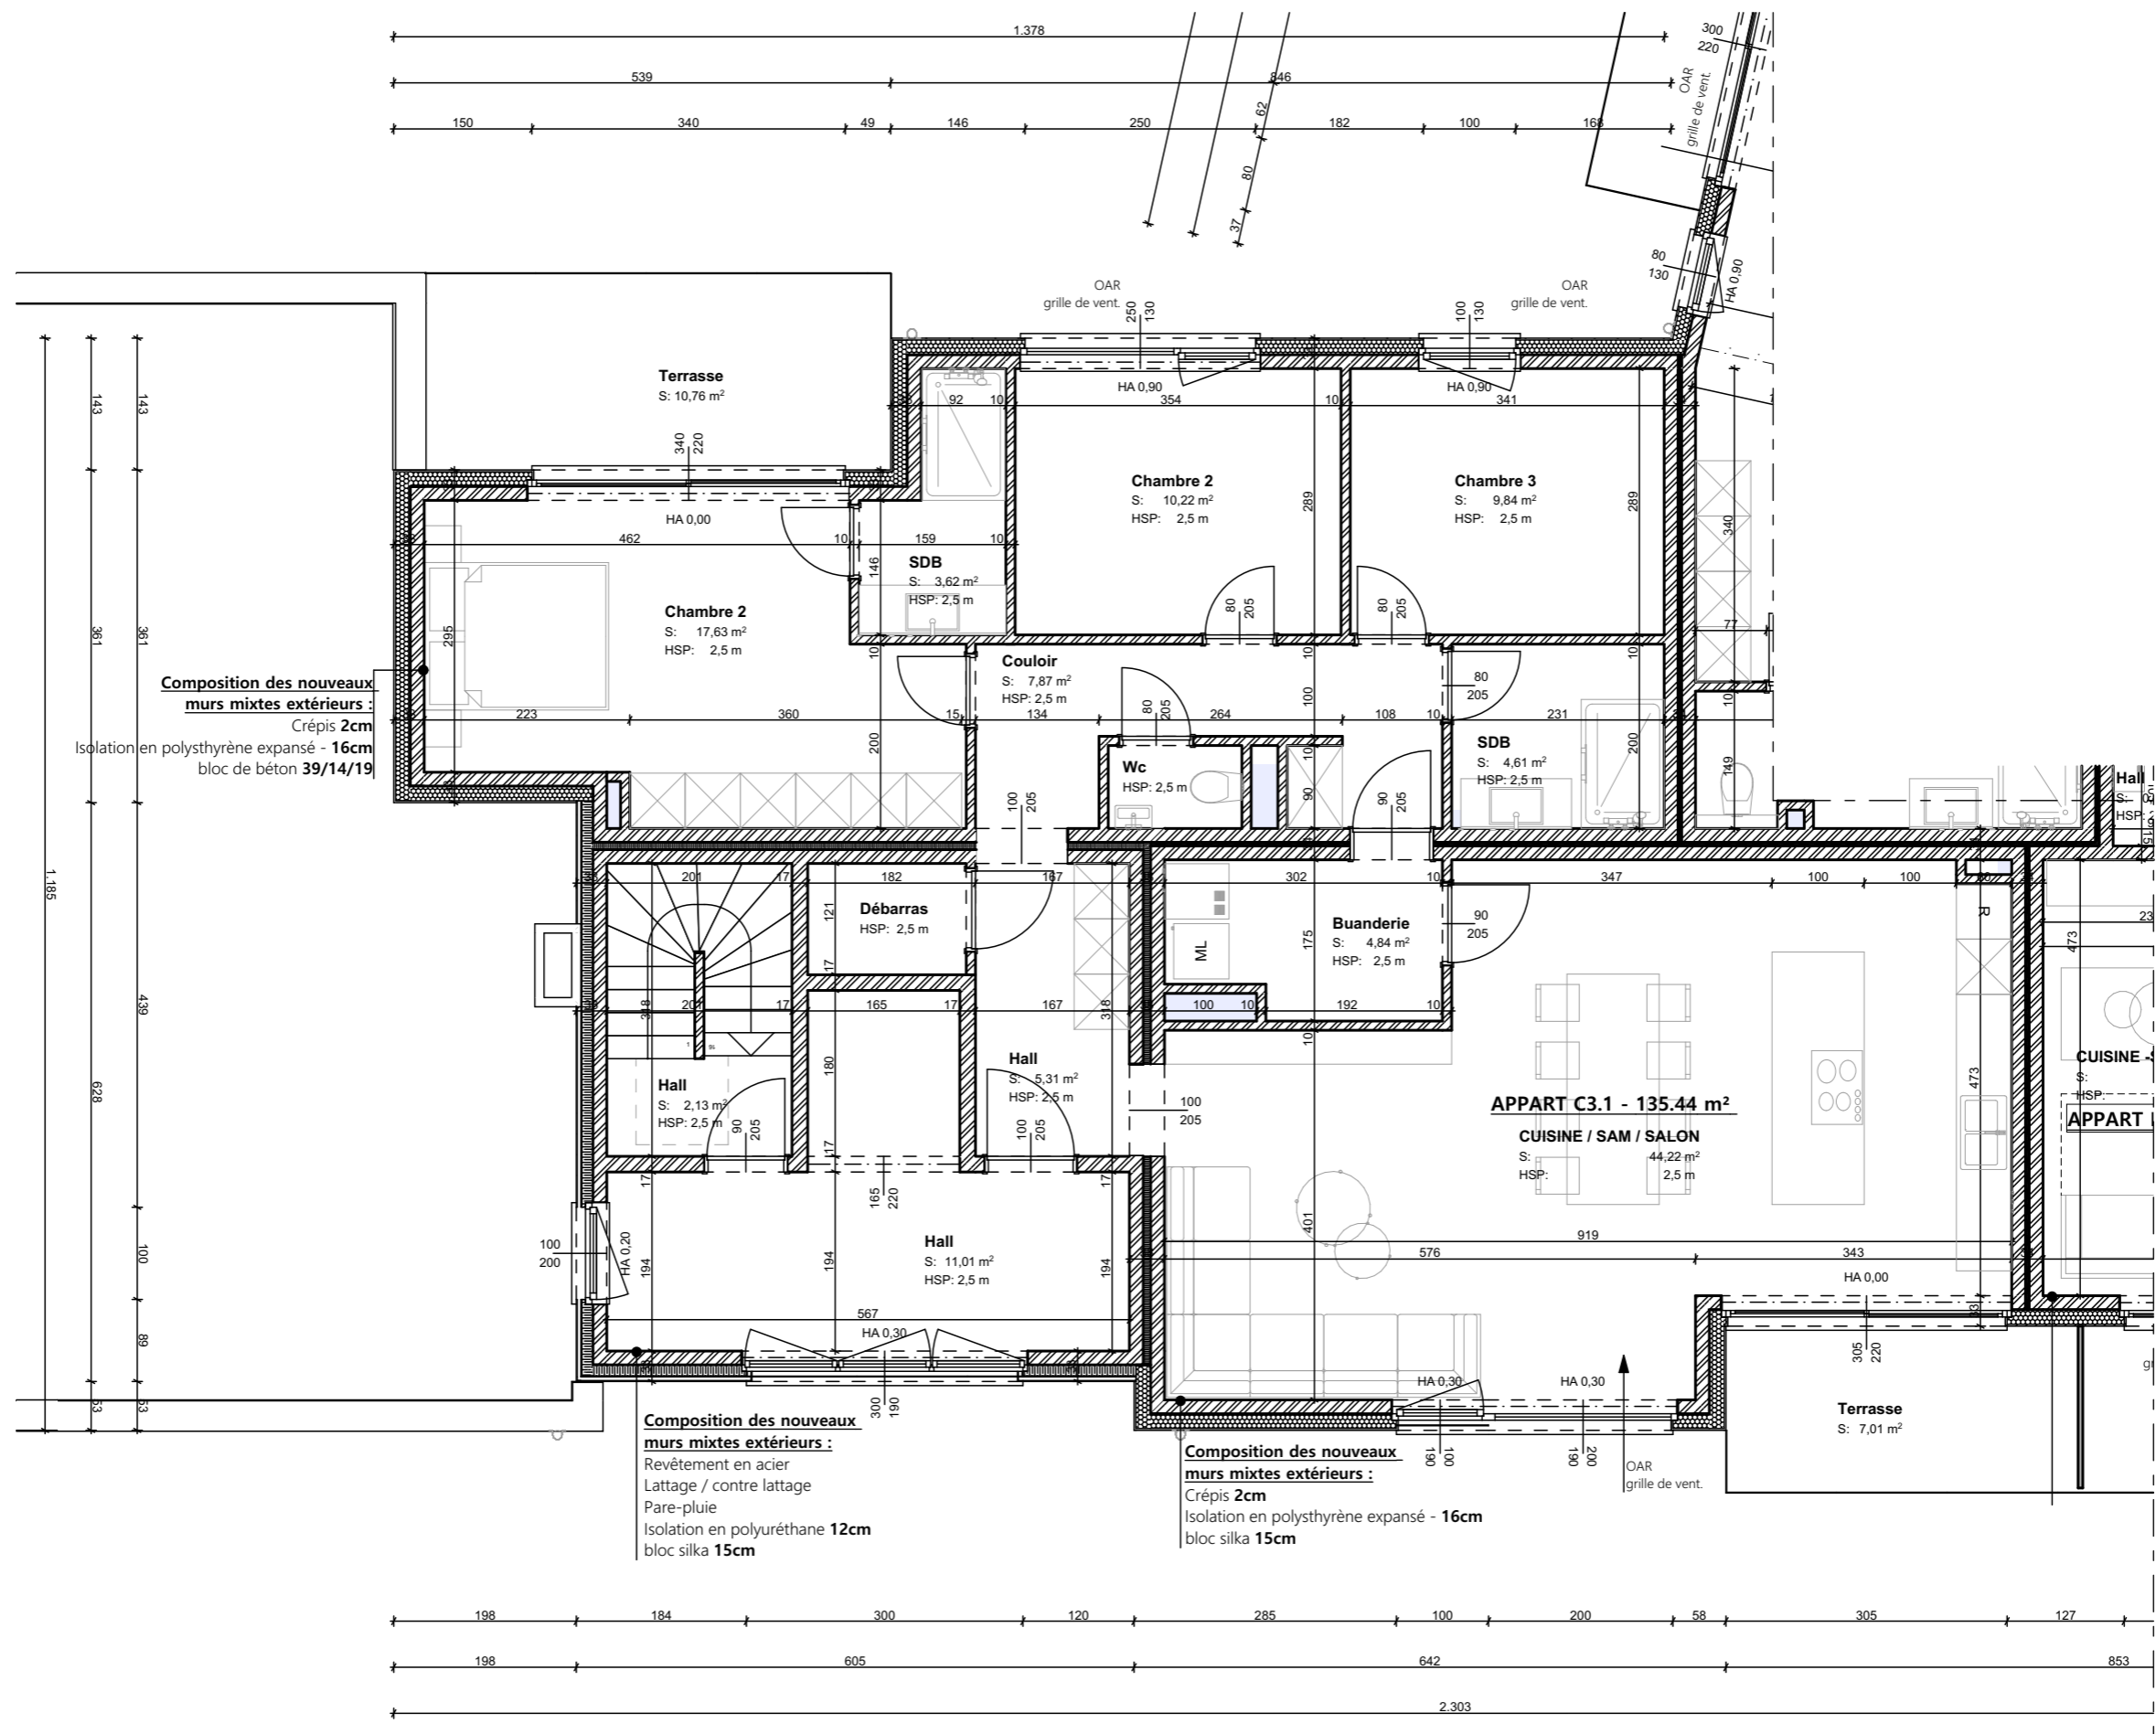 1.378
539
846
150
340
49
146
250
182
100
168
62
80
37
300
220
OAR
grille de vent.
80
130
HA 0,90
OAR
grille de vent.
250
130
OAR
grille de vent.
100
130
Terrasse
S: 10,76 m²
340
220
HA 0,00
HA 0,90
HA 0,90
92
10
354
10
341
Chambre 2
S: 10,22 m²
HSP: 2,5 m
289
Chambre 3
S: 9,84 m²
HSP: 2,5 m
289
340
462
10
159
10
146
SDB
S: 3,62 m²
HSP: 2,5 m
Chambre 2
S: 17,63 m²
HSP: 2,5 m
295
80
205
80
205
77
10
10
10
10
Couloir
S: 7,87 m²
HSP: 2,5 m
80
205
100
223
360
15
134
80
205
264
108
10
231
200
200
149
SDB
S: 4,61 m²
HSP: 2,5 m
Wc
HSP: 2,5 m
10
90
90
205
100
205
Hall
S:
HSP:
Composition des nouveaux
murs mixtes extérieurs :
Crépis 2cm
Isolation en polysthyrène expansé - 16cm
bloc de béton 39/14/19
143
143
361
361
1.185
439
628
100
89
53
53
201
17
182
167
302
10
347
100
100
60
Débarras
HSP: 2,5 m
121
17
Buanderie
S: 4,84 m²
HSP: 2,5 m
175
90
205
ML
R
473
473
23
318
201
17
165
17
167
318
100
10
192
10
10
180
Hall
S: 2,13 m²
HSP: 2,5 m
90
205
Hall
S: 5,31 m²
HSP: 2,5 m
100
205
100
205
APPART C3.1 - 135.44 m²
CUISINE / SAM / SALON
S: 44,22 m²
HSP: 2,5 m
CUISINE -
S:
HSP:
APPART
17
17
17
165
220
100
200
HA 0,20
194
194
194
Hall
S: 11,01 m²
HSP: 2,5 m
567
HA 0,30
401
919
576
343
HA 0,00
33
305
220
HA 0,30
HA 0,30
300
190
100
190
200
190
OAR
grille de vent.
Terrasse
S: 7,01 m²
Composition des nouveaux
murs mixtes extérieurs :
Revêtement en acier
Lattage / contre lattage
Pare-pluie
Isolation en polyuréthane 12cm
bloc silka 15cm
Composition des nouveaux
murs mixtes extérieurs :
Crépis 2cm
Isolation en polysthyrène expansé - 16cm
bloc silka 15cm
198
184
300
120
285
100
200
58
305
127
198
605
642
853
2.303